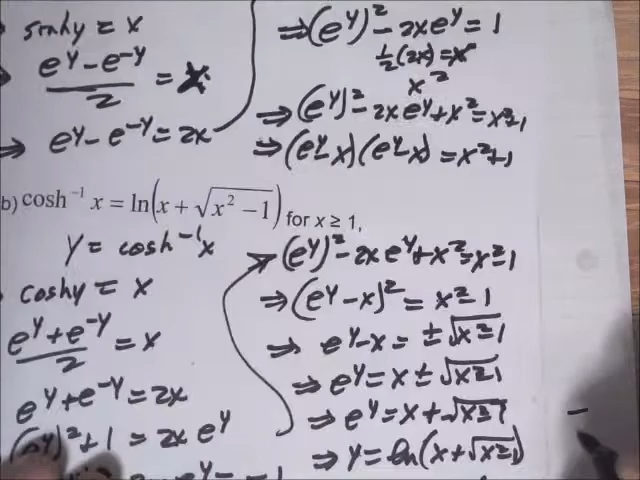 sinhy = x
e^y - e^-y / 2 = x
⇒ e^y - e^-y = 2x
⇒ (e^y)² - 2xe^y = 1
½(2x) = x
x²
⇒ (e^y)² - 2xe^y + x² = x²+1
⇒ (e^y-x)(e^y-x) = x²+1
b) cosh⁻¹ x = ln(x + √(x² - 1)) for x ≥ 1,
y = cosh⁻¹x
coshy = x
e^y + e^-y / 2 = x
e^y + e^-y = 2x
(e^y)² + 1 = 2x e^y
(e^y)² - 2xe^y + x² = x²-1
⇒ (e^y - x)² = x²-1
⇒ e^y - x = ±√(x²-1)
⇒ e^y = x ± √(x²-1)
⇒ e^y = x + √(x²-1)
⇒ y = ln(x + √(x²-1))